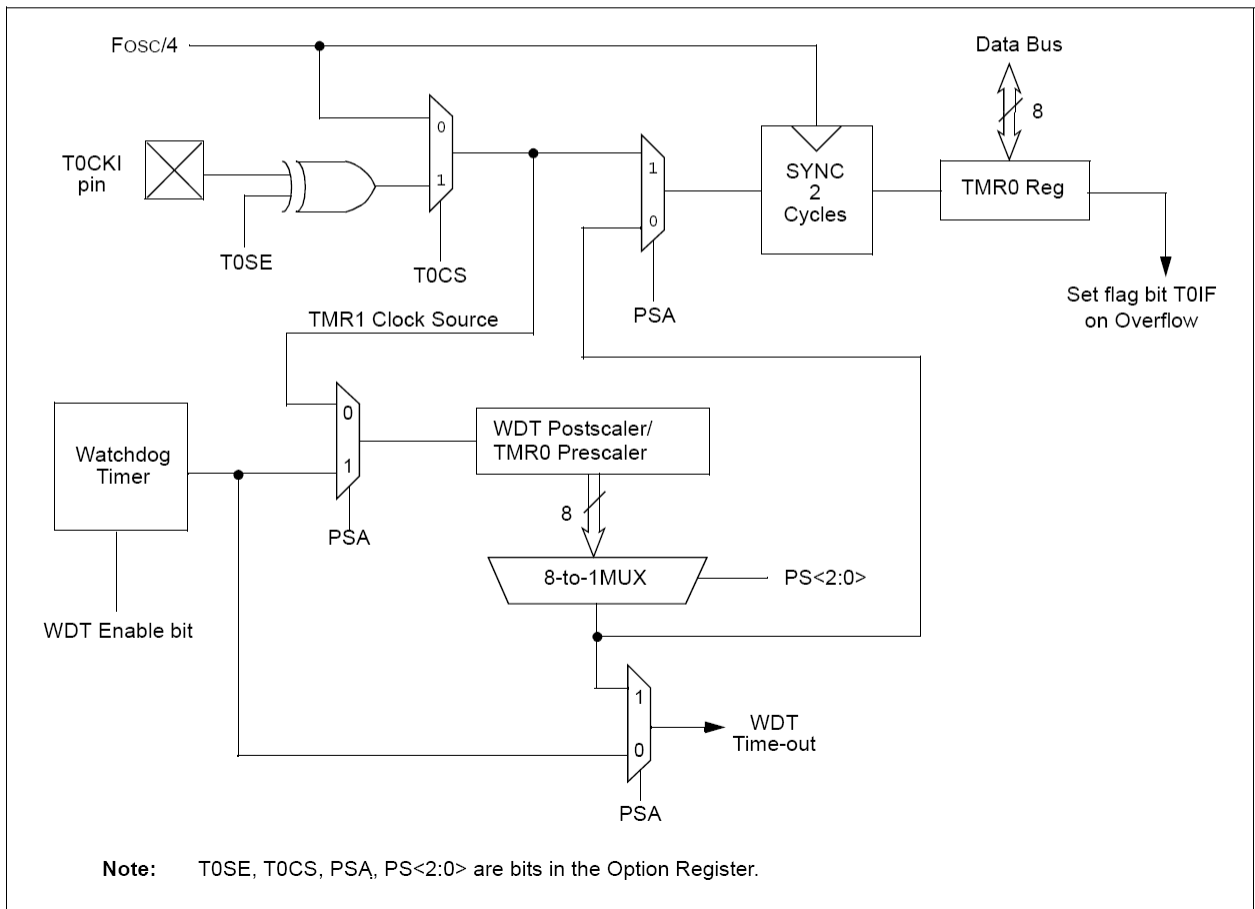 FOSC/4
Data Bus
8
0
1
T0CKI
pin
T0SE
T0CS
1
0
PSA
SYNC
2
Cycles
TMR0 Reg
Set flag bit T0IF
on Overflow
TMR1 Clock Source
Watchdog
Timer
0
1
PSA
WDT Postscaler/
TMR0 Prescaler
8
8-to-1MUX
PS<2:0>
WDT Enable bit
1
0
WDT
Time-out
PSA
Note: T0SE, T0CS, PSA, PS<2:0> are bits in the Option Register.